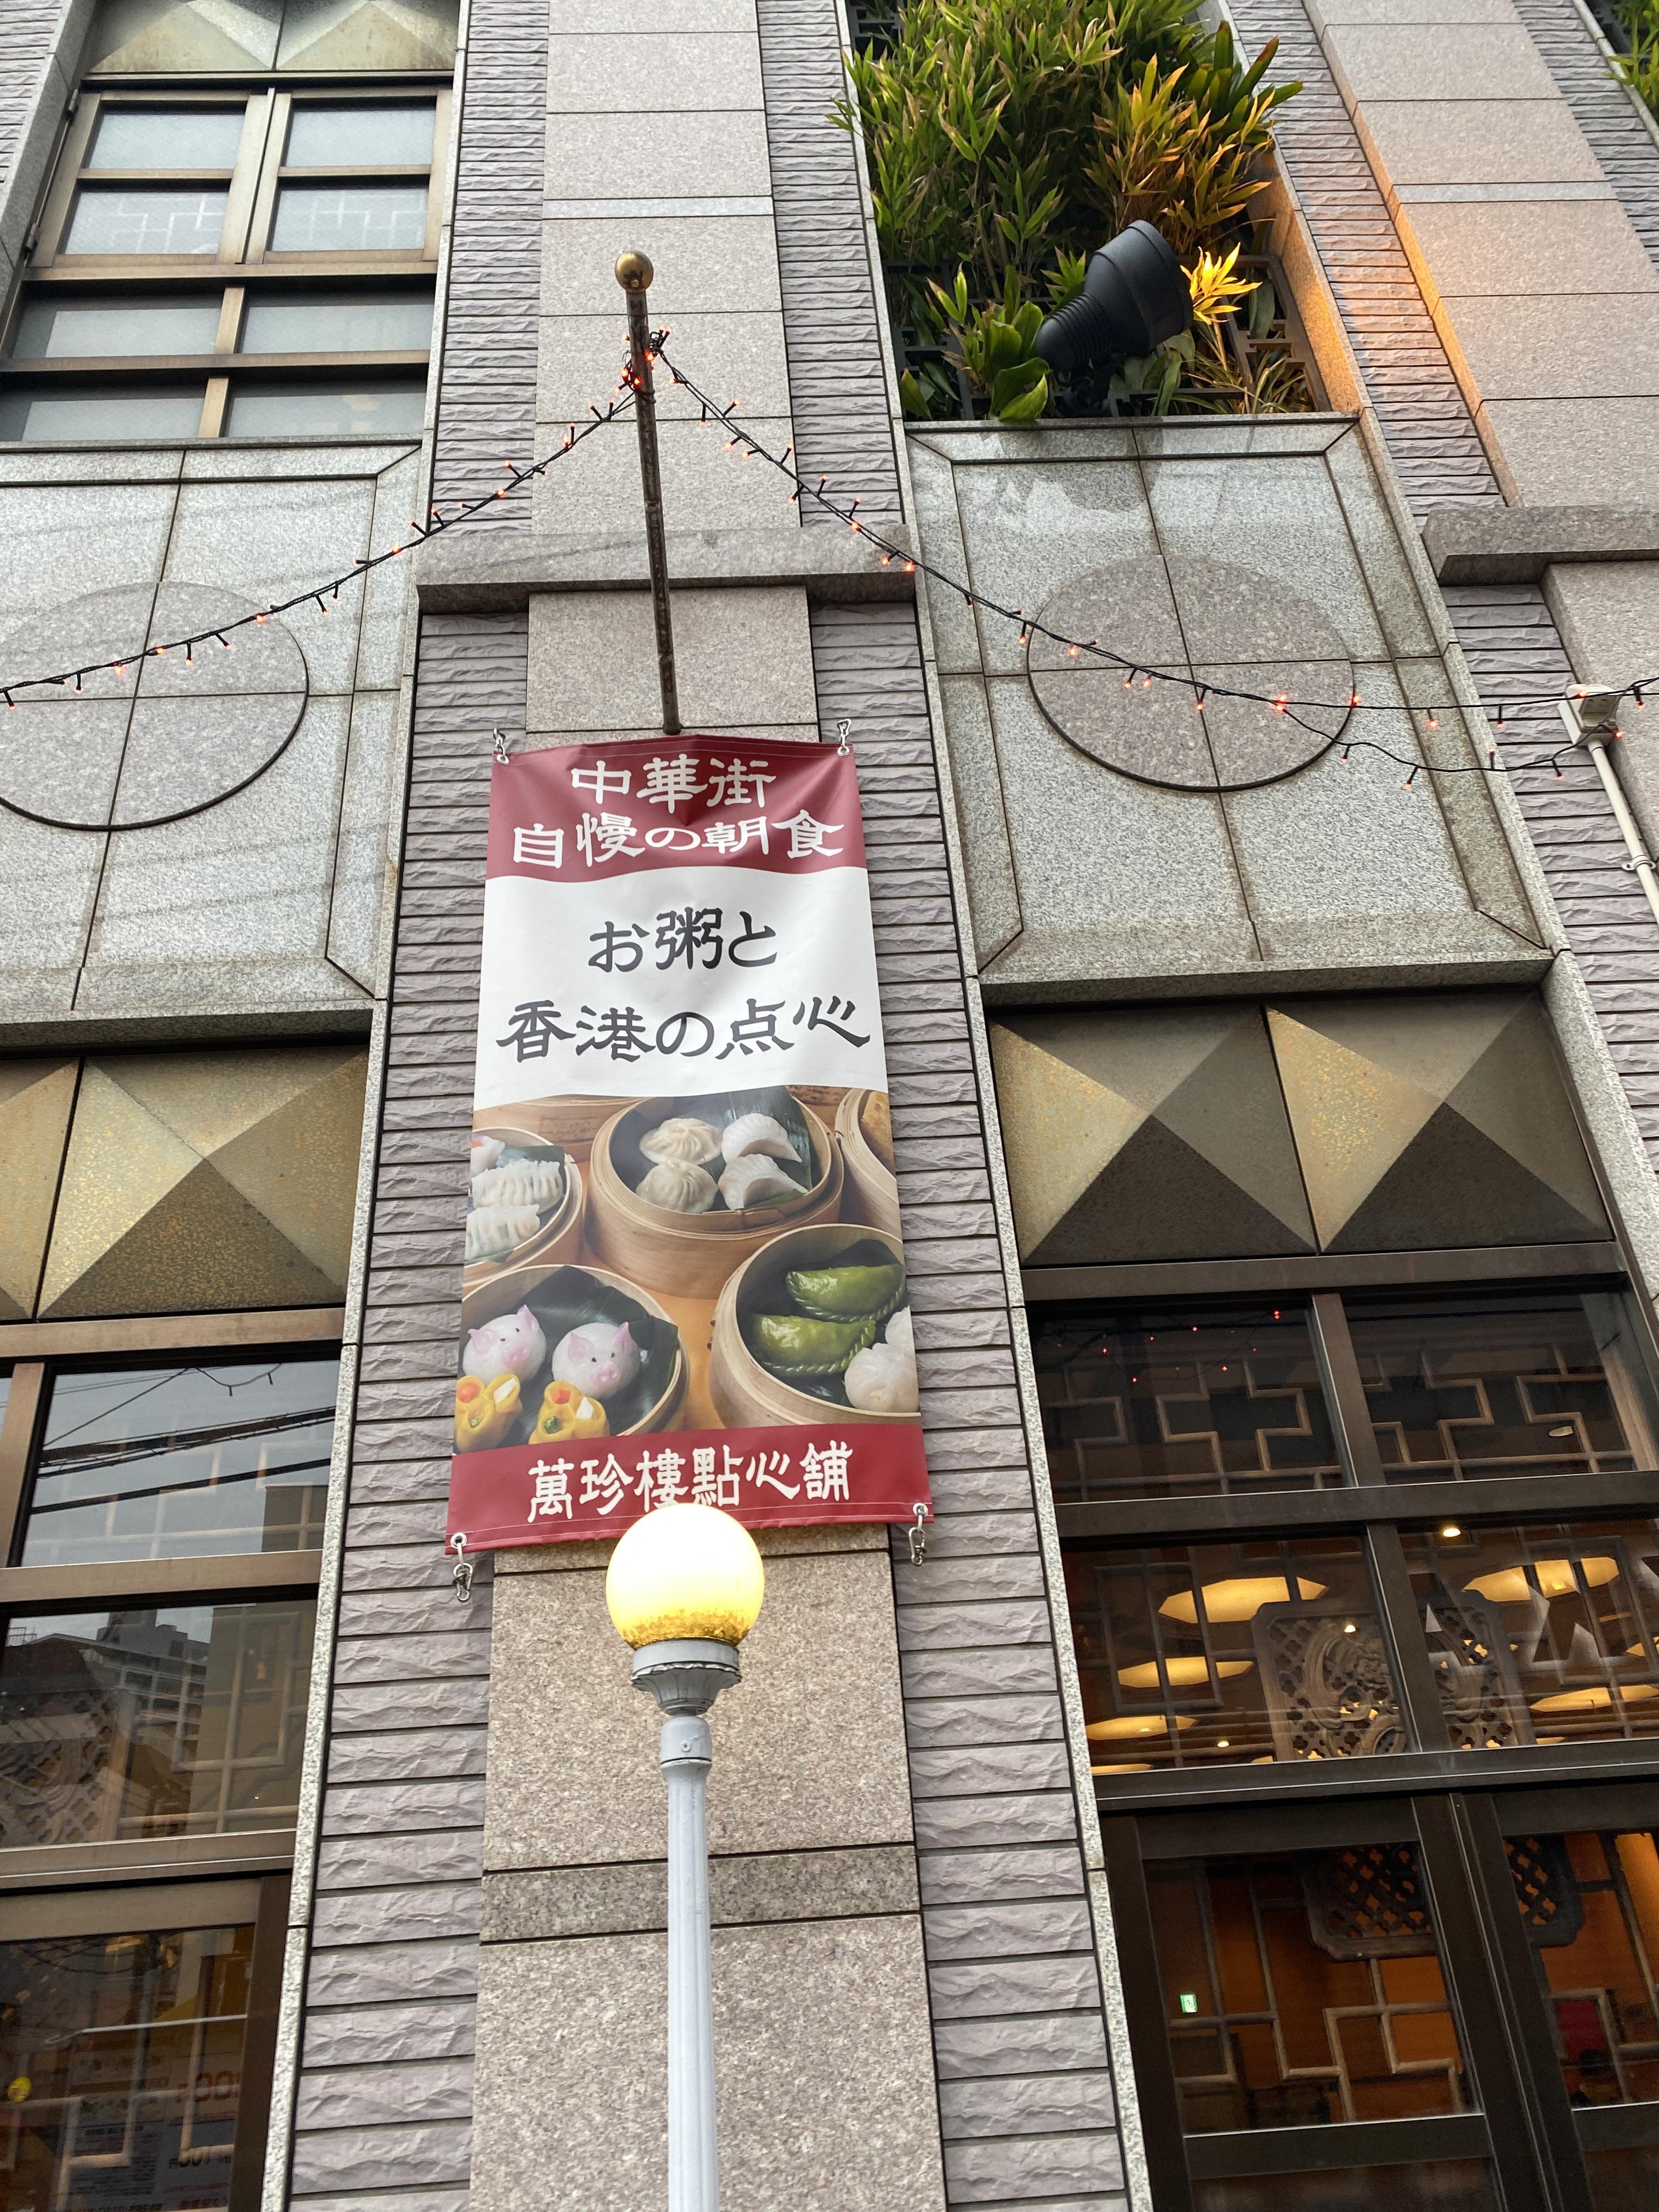 中華街
自慢の朝食
お粥と
香港の点心
萬珍樓點心舖